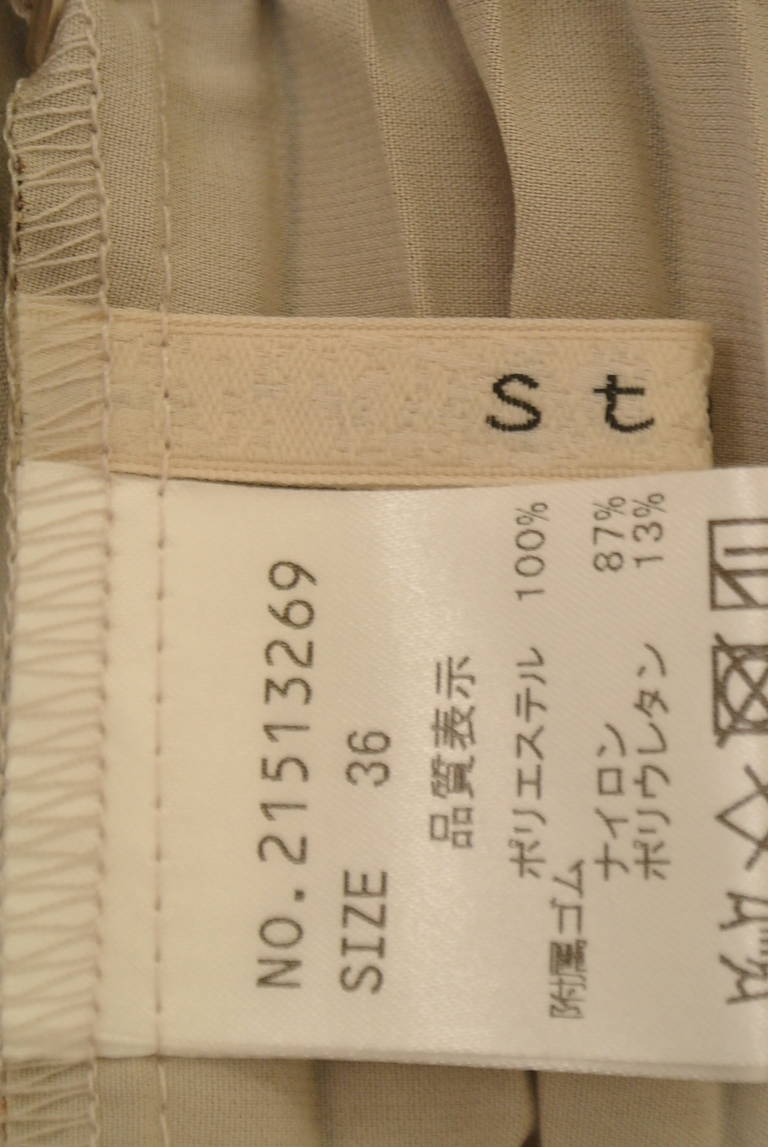 St
NO.21513269
SIZE 36
品質表示
ポリエステル 100%
附属ゴム
ナイロン 87%
ポリウレタン 13%